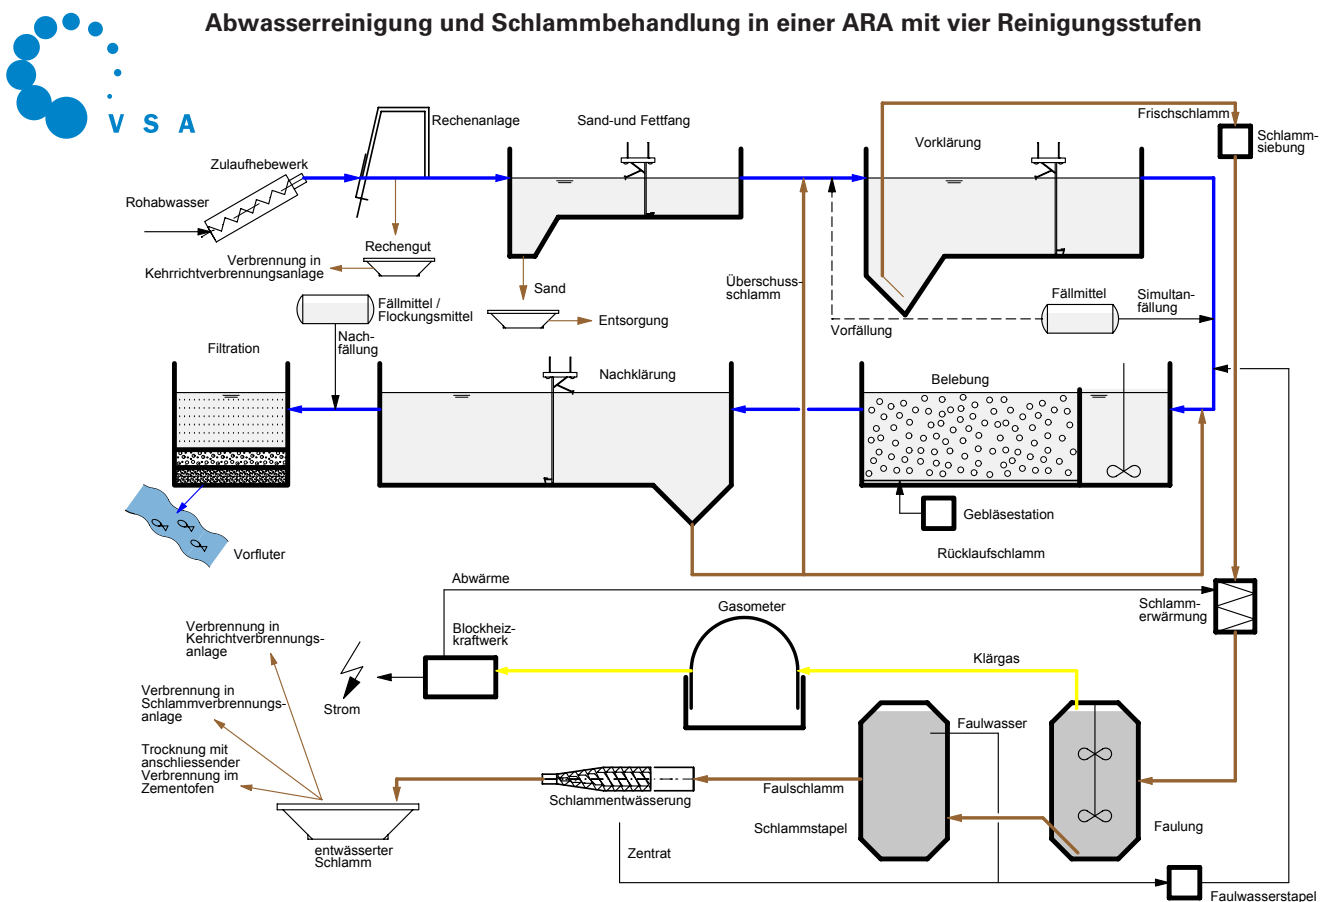 Abwasserreinigung und Schlammbehandlung in einer ARA mit vier Reinigungsstufen
V S A
Rechenanlage
Sand-und Fettfang
Vorklärung
Frischschlamm
Schlamm-
siebung
Zulaufhebewerk
Rohabwasser
Rechengut
Verbrennung in
Kehrrichtverbrennungsanlage
Sand
Entsorgung
Fällmittel /
Flockungsmittel
Nach-
fällung
Überschuss-
schlamm
Vorfällung
Fällmittel
Simultan-
fällung
Filtration
Nachklärung
Belebung
Gebläsestation
Vorfluter
Rücklaufschlamm
Abwärme
Gasometer
Schlamm-
erwärmung
Blockheiz-
kraftwerk
Klärgas
Verbrennung in
Kehrichtverbrennungs-
anlage
Strom
Verbrennung in
Schlammverbrennungs-
anlage
Faulwasser
Trocknung mit
anschliessender
Verbrennung im
Zementofen
Schlammentwässerung
Faulschlamm
Schlammstapel
Faulung
entwässerter
Schlamm
Zentrat
Faulwasserstapel